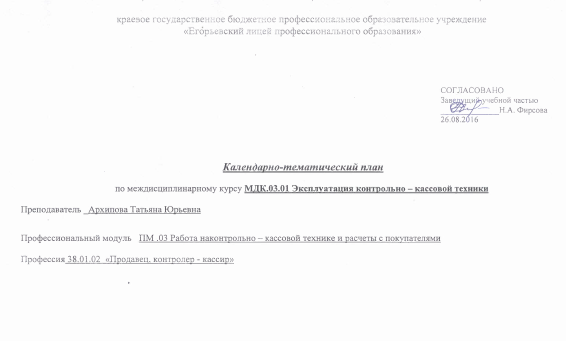 краевое государственное бюджетное профессиональное образовательное учреждение
«Егорьевский лицей профессионального образования»
СОГЛАСОВАНО
Заведущий учебной частью
Н.А. Фирсова
26.08.2016
Календарно-тематический план
по междисциплинарному курсу МДК.03.01 Эксплуатация контрольно – кассовой техники
Преподаватель Архипова Татьяна Юрьевна
Профессиональный модуль ПМ .03 Работа наконтрольно – кассовой технике и расчеты с покупателями
Профессия 38.01.02 «Продавец, контролер - кассир»